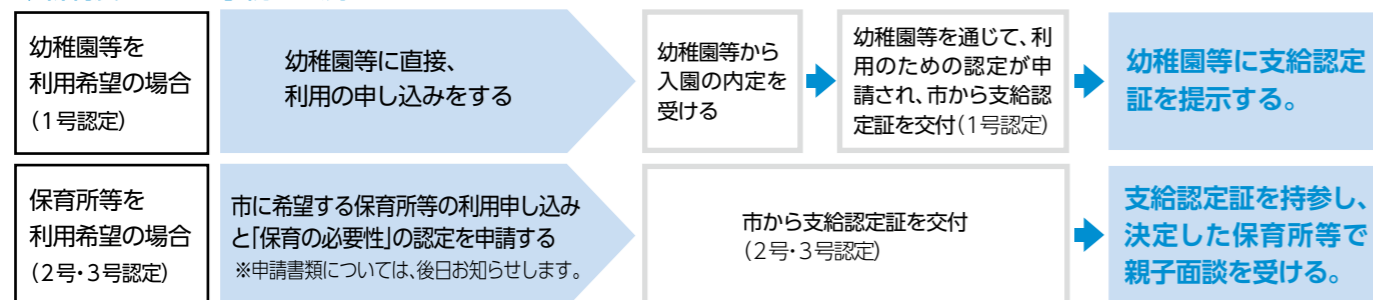 幼稚園等を
利用希望の場合
(1号認定)
幼稚園等に直接、
利用の申し込みをする
幼稚園等から
入園の内定を
受ける
幼稚園等を通じて、利
用のための認定が申
請され、市から支給認
定証を交付(1号認定)
幼稚園等に支給認定
証を提示する。
保育所等を
利用希望の場合
(2号・3号認定)
市に希望する保育所等の利用申し込み
と「保育の必要性」の認定を申請する
※申請書類については、後日お知らせします。
市から支給認定証を交付
(2号・3号認定)
支給認定証を持参し、
決定した保育所等で
親子面談を受ける。